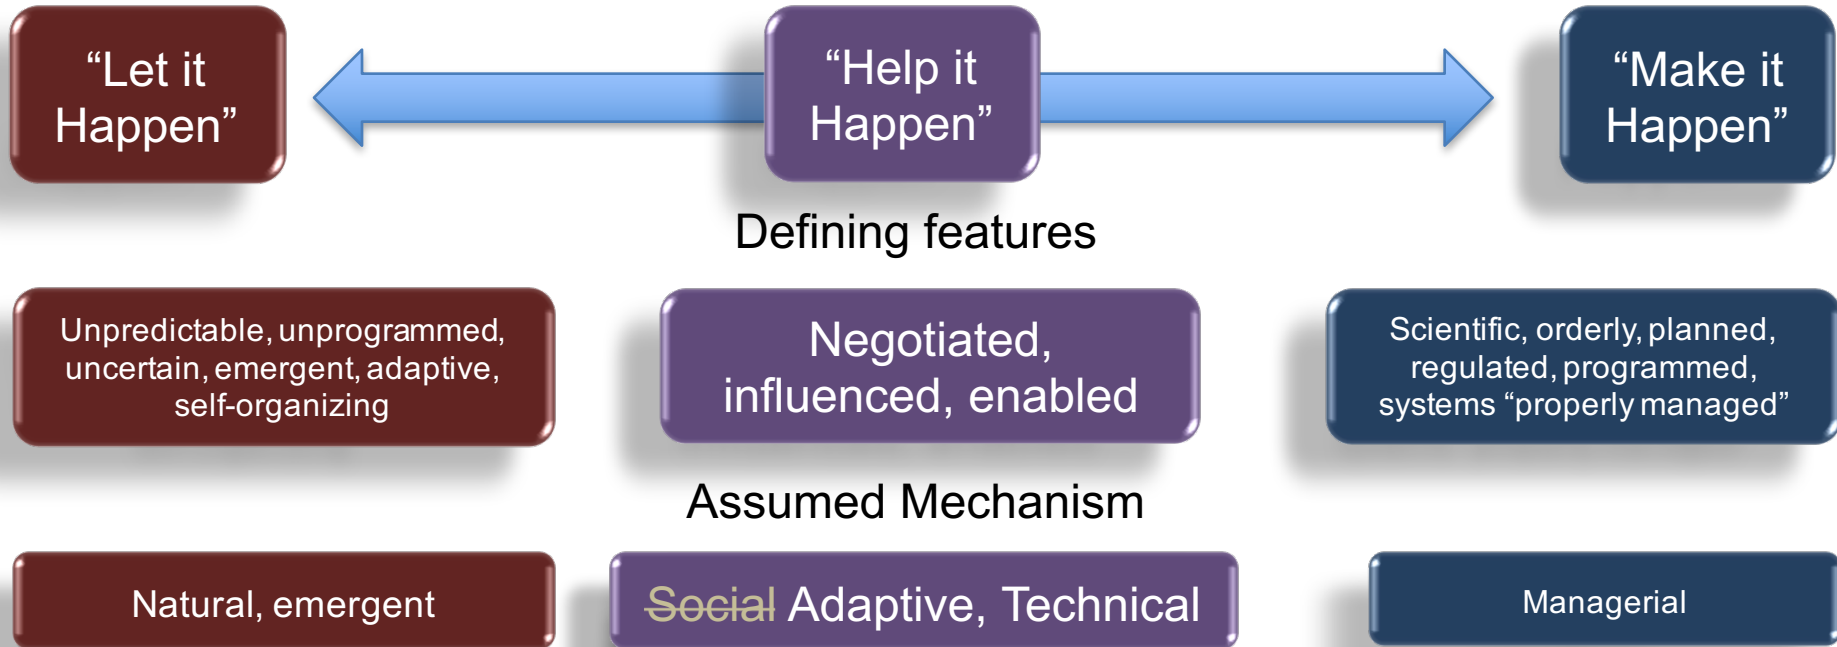 “Let it
Happen”
“Help it
Happen”
“Make it
Happen”
Defining features
Unpredictable, unprogrammed,
uncertain, emergent, adaptive,
self-organizing
Negotiated,
influenced, enabled
Scientific, orderly, planned,
regulated, programmed,
systems “properly managed”
Assumed Mechanism
Natural, emergent
Social Adaptive, Technical
Managerial